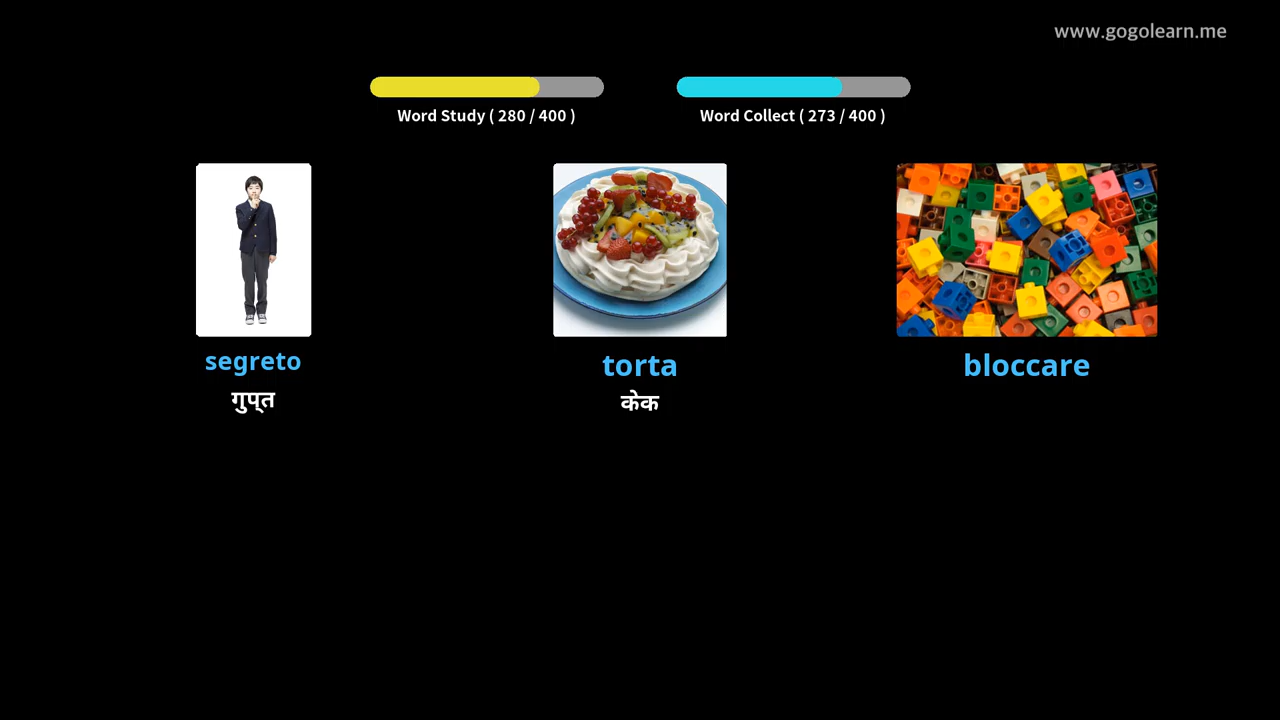 www.gogolearn.me
Word Study ( 280 / 400 )
Word Collect ( 273 / 400 )
segreto
गुप्त
torta
केक
bloccare